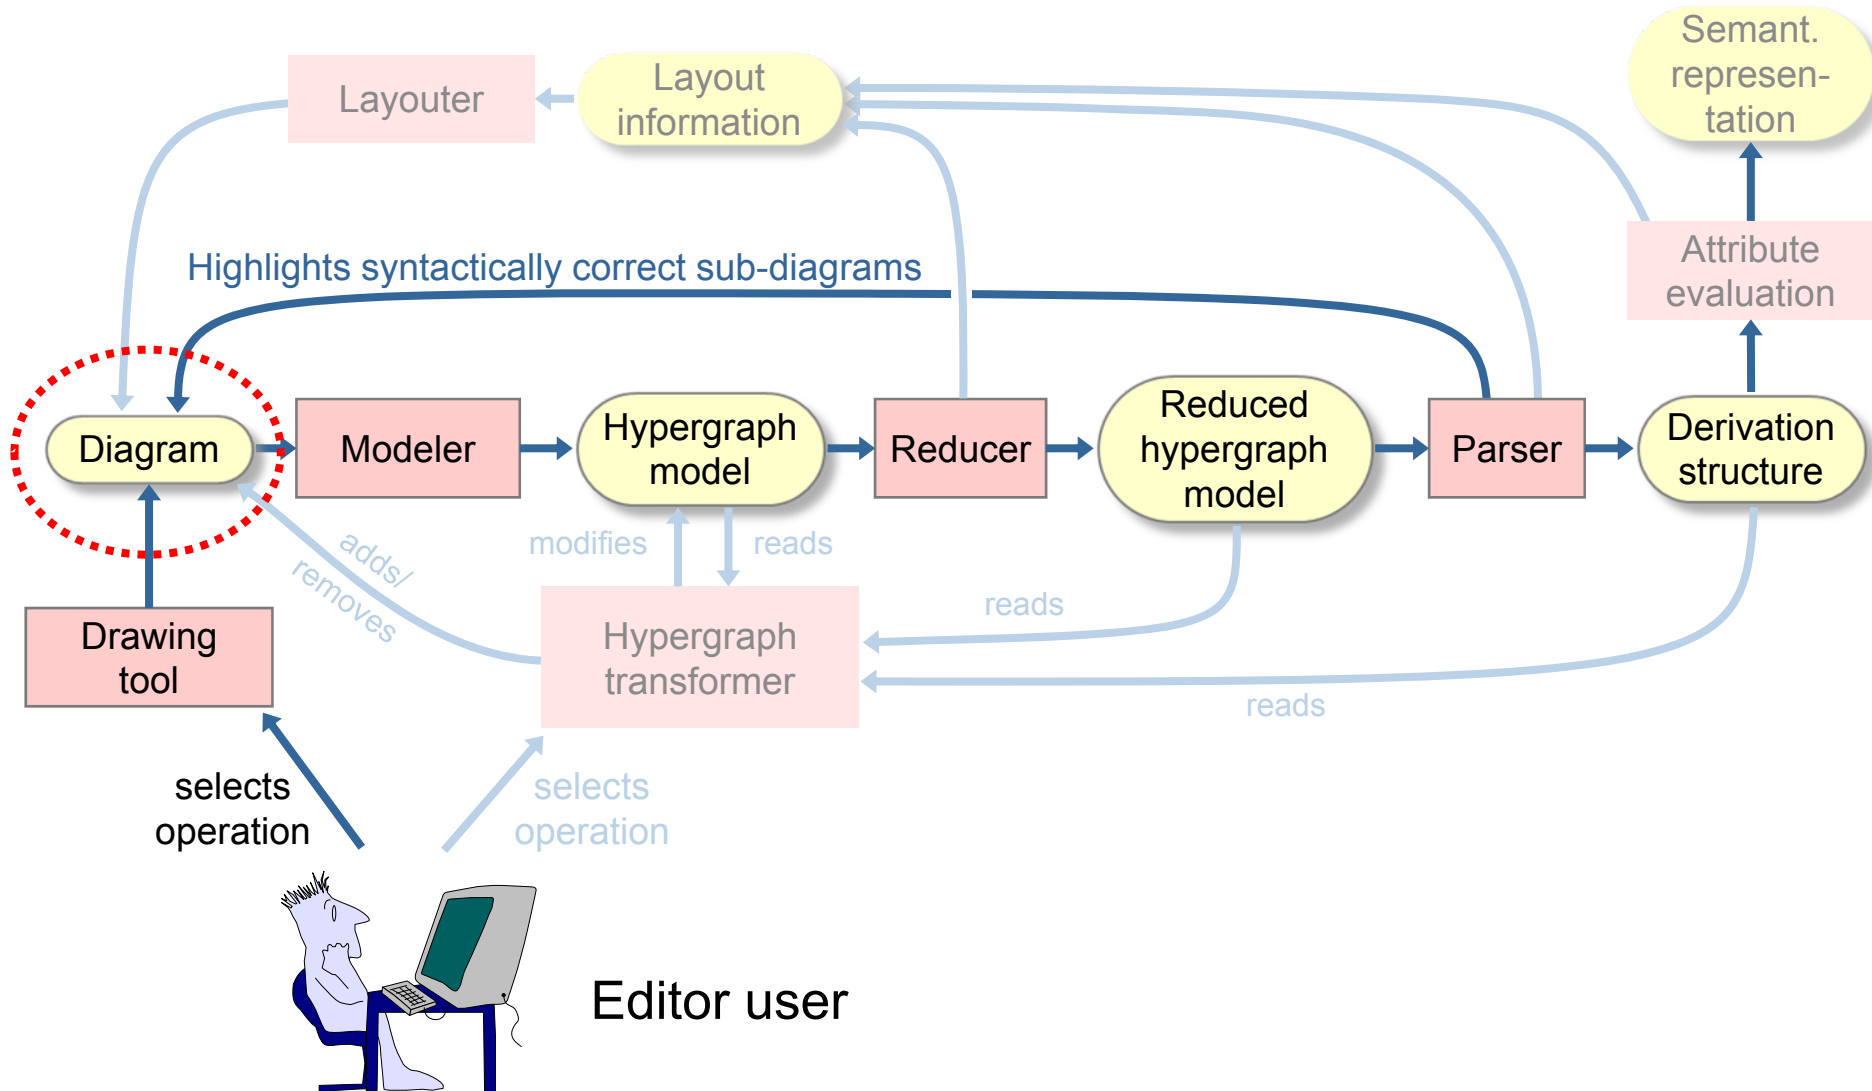 Semant.
represen-
tation
Layouter
Layout
information
Attribute
evaluation
Highlights syntactically correct sub-diagrams
Diagram
Modeler
Hypergraph
model
Reducer
Reduced
hypergraph
model
Parser
Derivation
structure
adds/
removes
modifies
reads
reads
reads
Drawing
tool
Hypergraph
transformer
selects
operation
selects
operation
Editor user